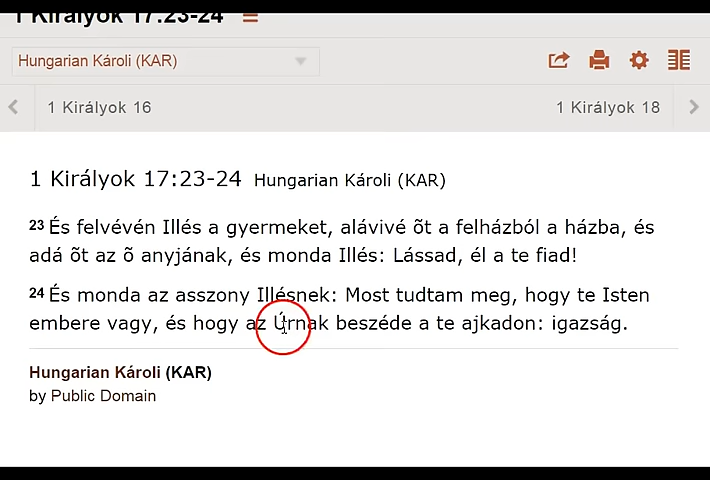 1 Királyok 17:23-24
Hungarian Károli (KAR)
1 Királyok 16
1 Királyok 18
1 Királyok 17:23-24 Hungarian Károli (KAR)
23 És felvévén Illés a gyermeket, alávivé õt a felházból a házba, és
adá õt az õ anyjának, és monda Illés: Lássad, él a te fiad!
24 És monda az asszony Illésnek: Most tudtam meg, hogy te Isten
embere vagy, és hogy az Úrnak beszéde a te ajkadon: igazság.
Hungarian Károli (KAR)
by Public Domain